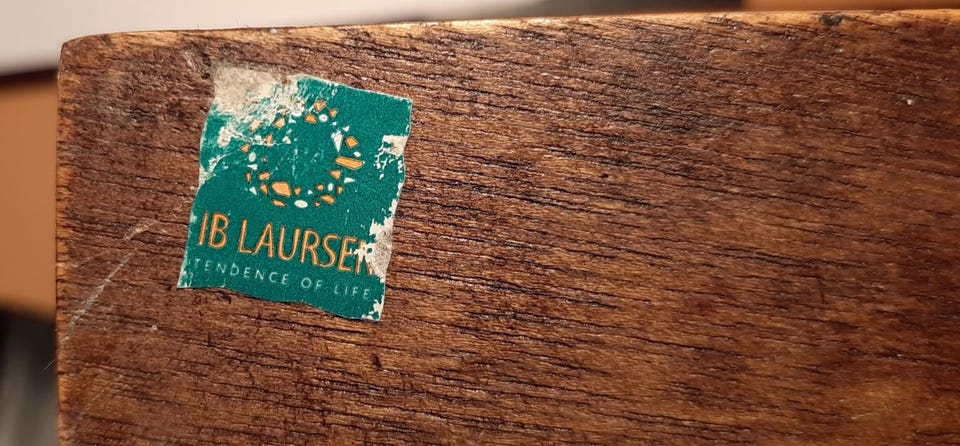 IB LAURSEN
TENDENCE OF LIFE